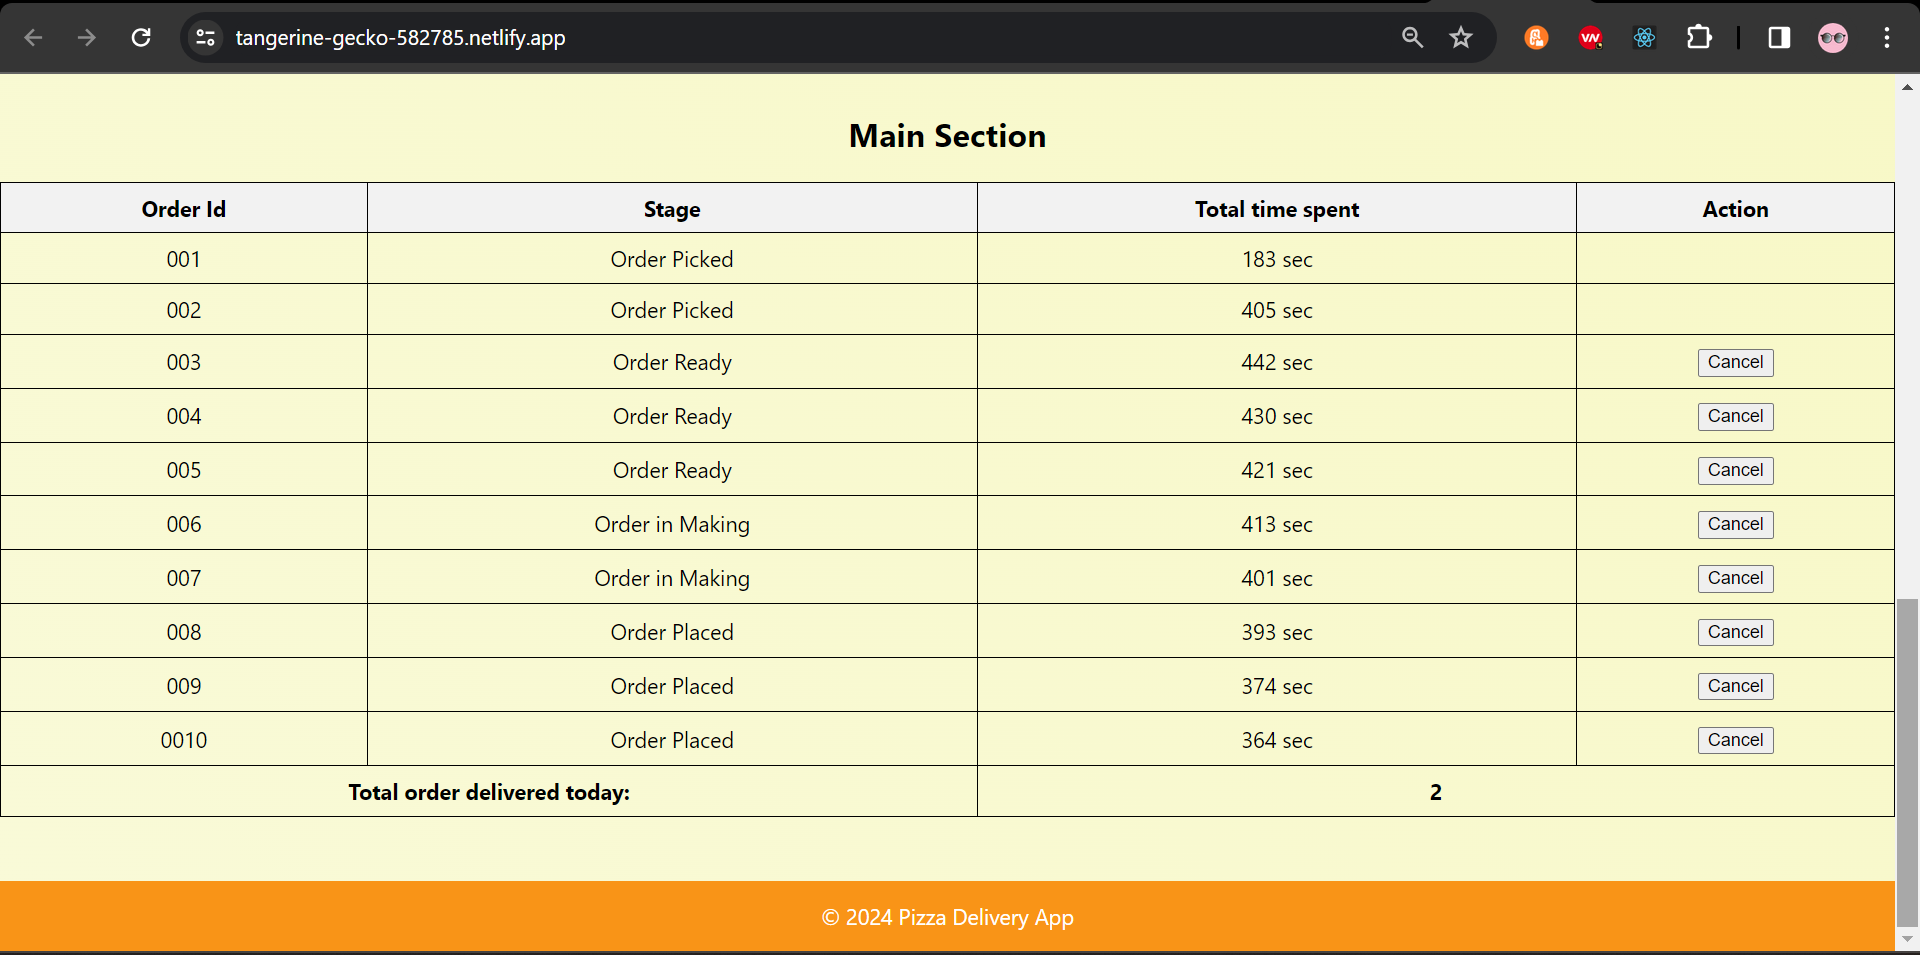 tangerine-gecko-582785.netlify.app
VN
Main Section
Order Id Stage Total time spent Action
001 Order Picked 183 sec
002 Order Picked 405 sec
003 Order Ready 442 sec Cancel
004 Order Ready 430 sec Cancel
005 Order Ready 421 sec Cancel
006 Order in Making 413 sec Cancel
007 Order in Making 401 sec Cancel
008 Order Placed 393 sec Cancel
009 Order Placed 374 sec Cancel
0010 Order Placed 364 sec Cancel
Total order delivered today: 2
© 2024 Pizza Delivery App